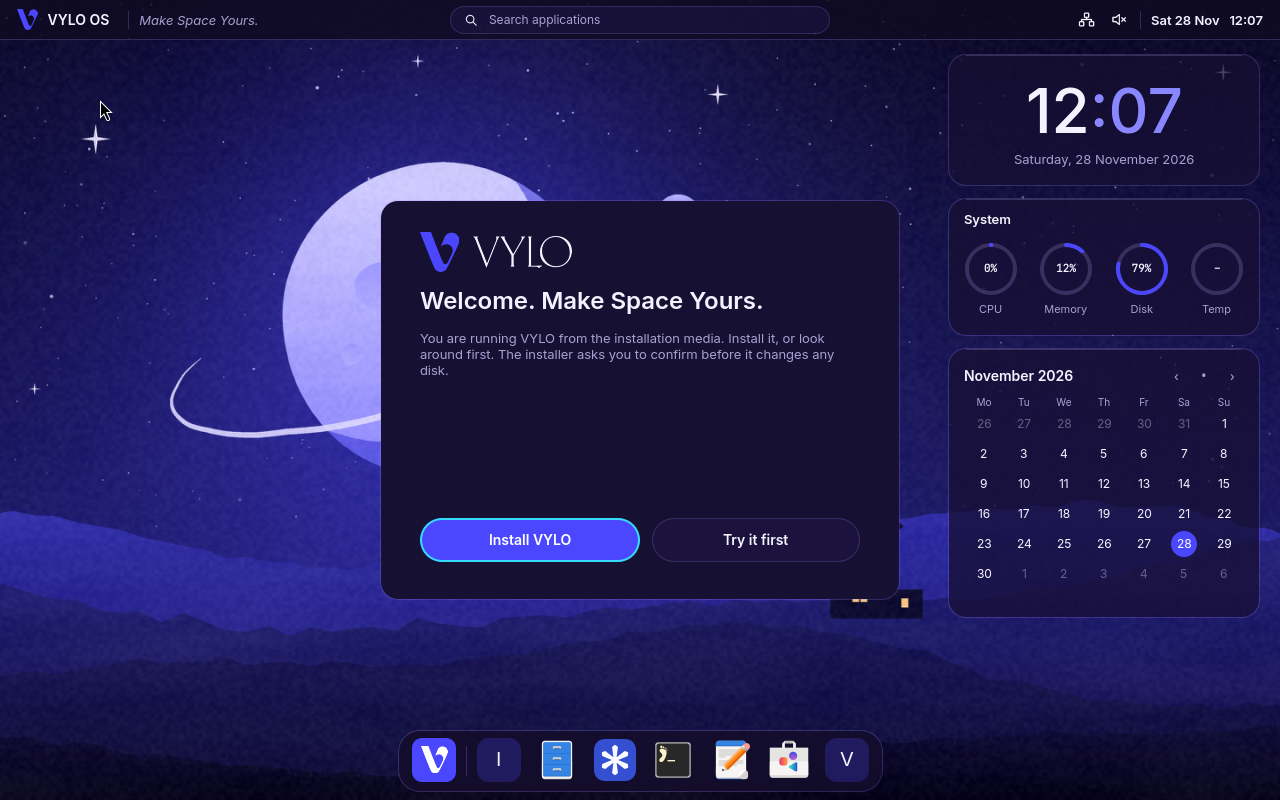 VYLO OS
Make Space Yours.
Search applications
Sat 28 Nov 12:07
12:07
Saturday, 28 November 2026
System
0% 12% 79% -
CPU Memory Disk Temp
November 2026
Mo Tu We Th Fr Sa Su
26 27 28 29 30 31 1
2 3 4 5 6 7 8
9 10 11 12 13 14 15
16 17 18 19 20 21 22
23 24 25 26 27 28 29
30 1 2 3 4 5 6
VYLO
Welcome. Make Space Yours.
You are running VYLO from the installation media. Install it, or look
around first. The installer asks you to confirm before it changes any
disk.
Install VYLO
Try it first
I
V